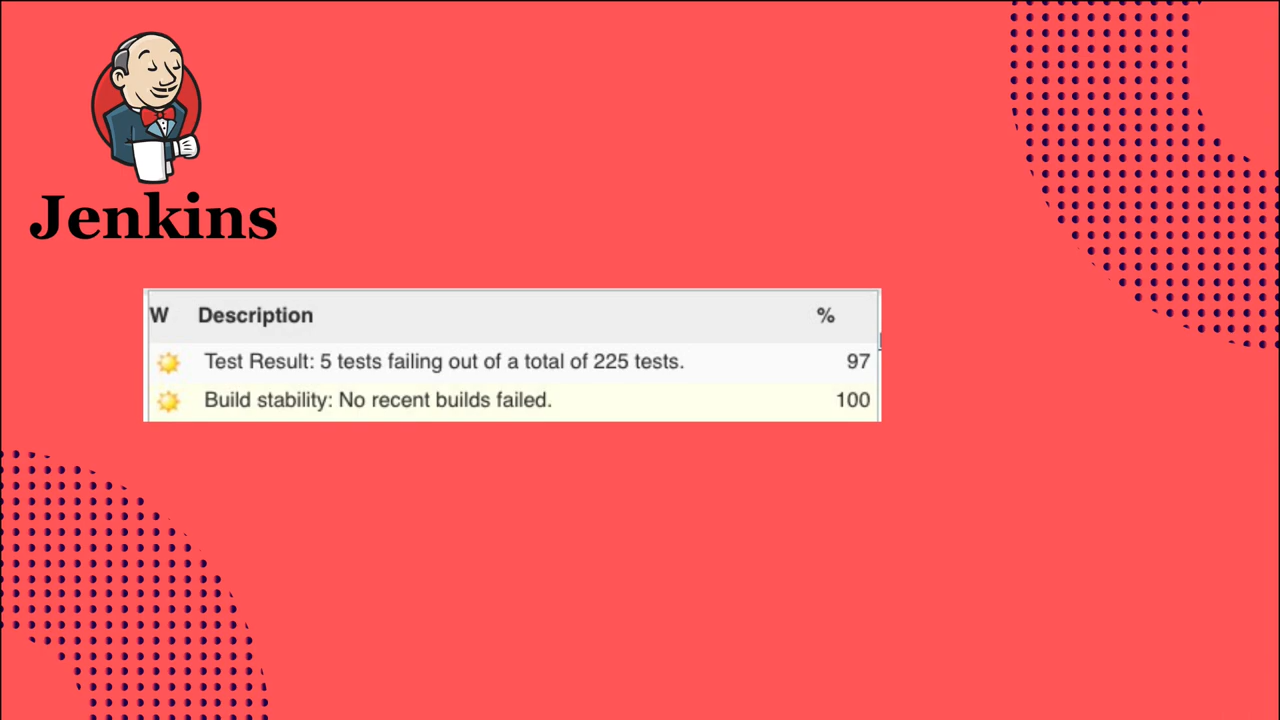 Jenkins
W Description %
Test Result: 5 tests failing out of a total of 225 tests. 97
Build stability: No recent builds failed. 100